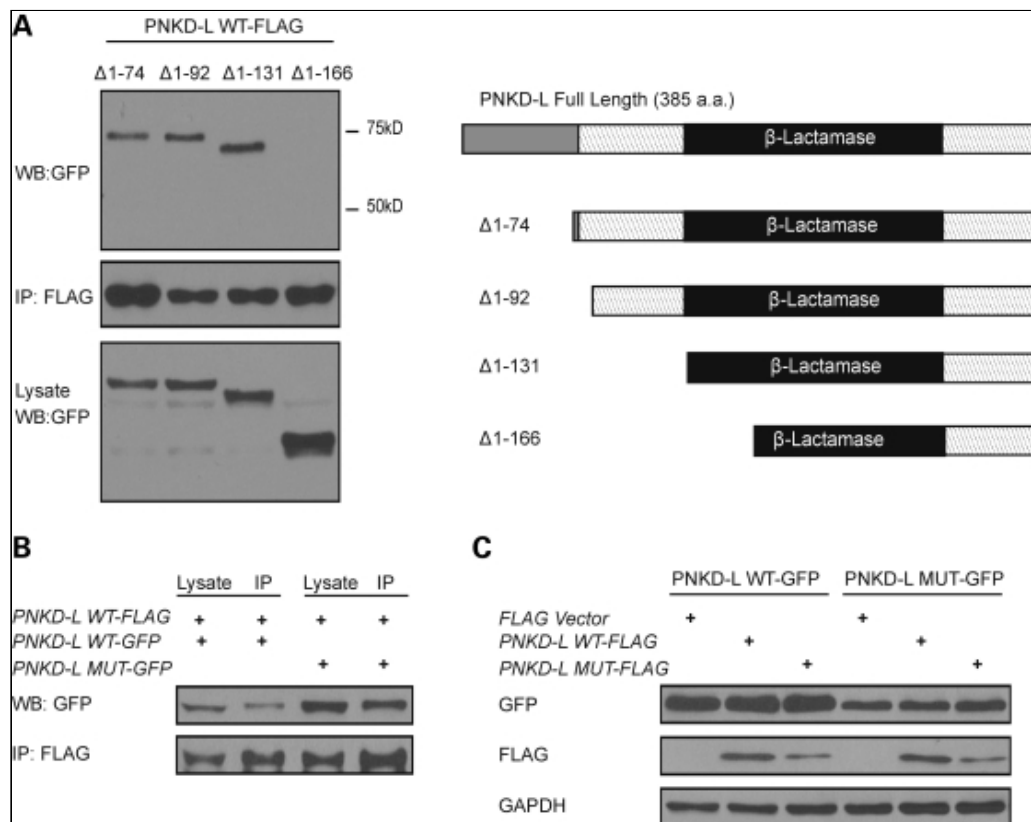 A
PNKD-L WT-FLAG
Δ1-74 Δ1-92 Δ1-131 Δ1-166
75kD
WB:GFP
50kD
IP: FLAG
Lysate
WB:GFP
PNKD-L Full Length (385 a.a.)
β-Lactamase
Δ1-74
β-Lactamase
Δ1-92
β-Lactamase
Δ1-131
β-Lactamase
Δ1-166
β-Lactamase
B
Lysate IP Lysate IP
PNKD-L WT-FLAG + + + +
PNKD-L WT-GFP + +
PNKD-L MUT-GFP + +
WB: GFP
IP: FLAG
C
PNKD-L WT-GFP PNKD-L MUT-GFP
FLAG Vector + +
PNKD-L WT-FLAG + +
PNKD-L MUT-FLAG + +
GFP
FLAG
GAPDH